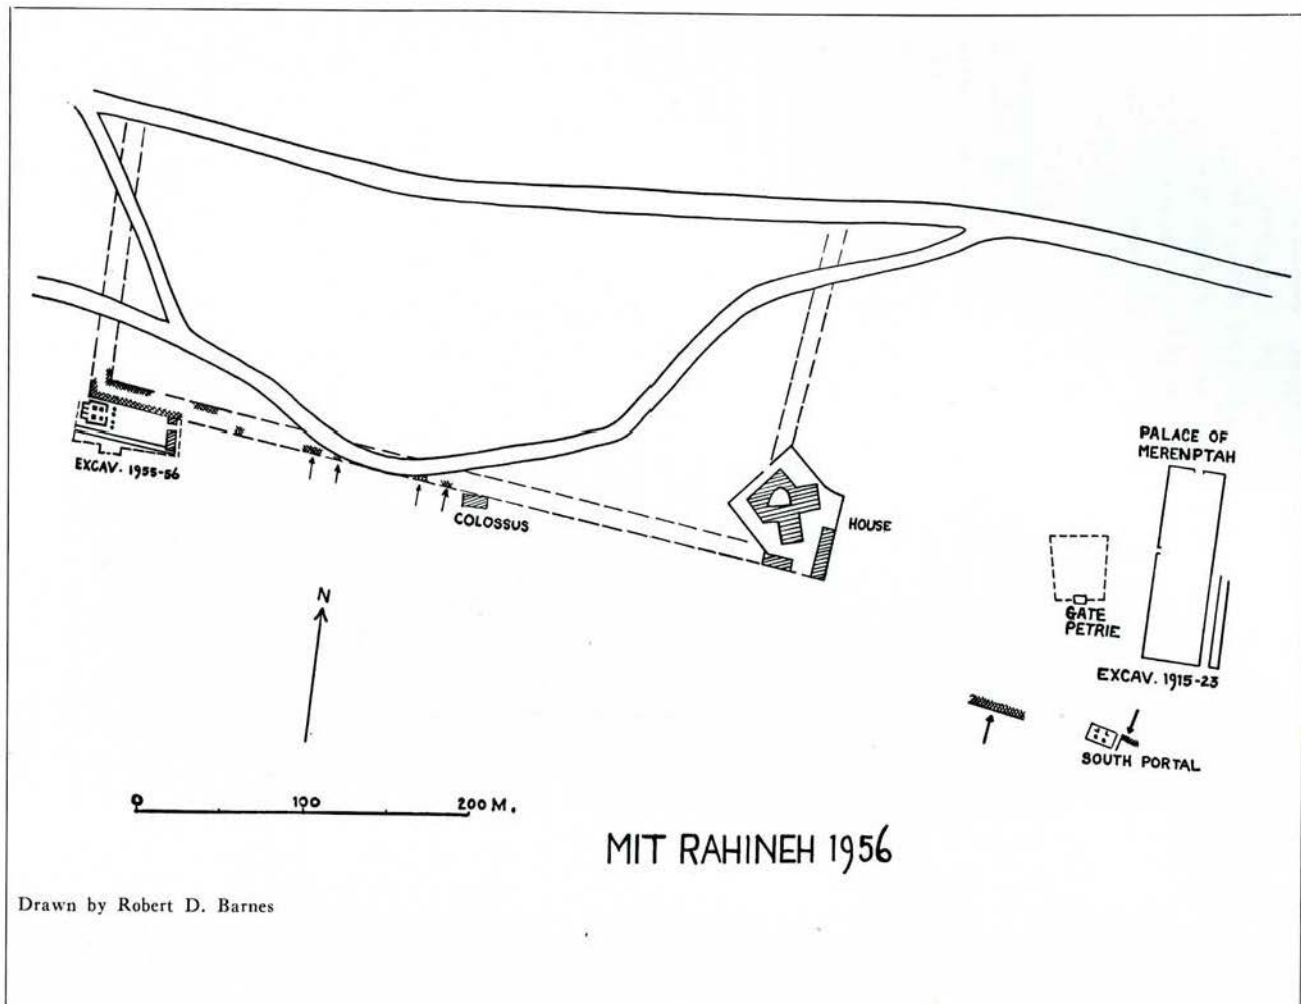 PALACE OF
MERENPTAH
EXCAV. 1955-56
COLOSSUS
HOUSE
N
GATE
PETRIE
EXCAV. 1915-23
SOUTH PORTAL
0 100 200 M.
MIT RAHINEH 1956
Drawn by Robert D. Barnes